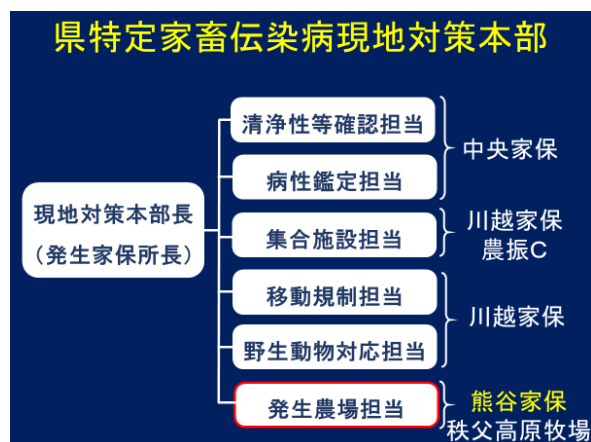 県特定家畜伝染病現地対策本部
現地対策本部長
（発生家保所長）
清浄性等確認担当
病性鑑定担当
中央家保
集合施設担当
川越家保
農振C
移動規制担当
野生動物対応担当
川越家保
発生農場担当
熊谷家保
秩父高原牧場